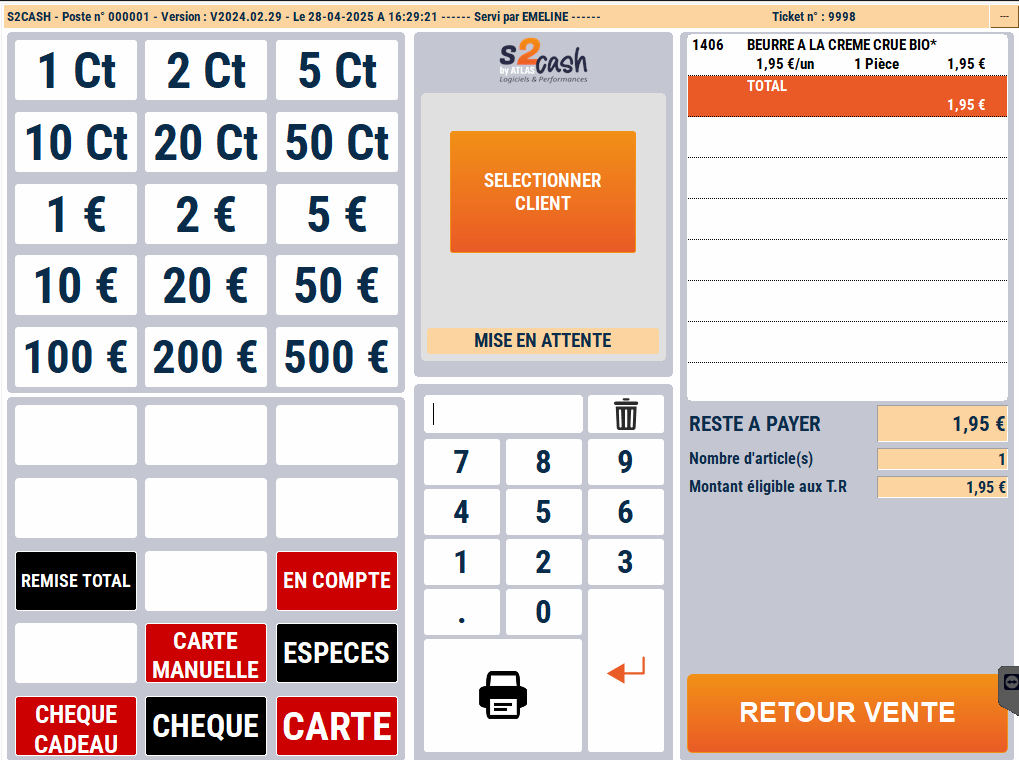 S2CASH - Poste n° 000001 - Version : V2024.02.29 - Le 28-04-2025 A 16:29:21 ------ Servi par EMELINE ------ Ticket n° : 9998 ---
1 Ct 2 Ct 5 Ct
10 Ct 20 Ct 50 Ct
1 € 2 € 5 €
10 € 20 € 50 €
100 € 200 € 500 €
REMISE TOTAL EN COMPTE
CARTE
MANUELLE
ESPECES
CHEQUE
CADEAU
CHEQUE CARTE
S2cash
by ATLAS
Logiciels & Performances
SELECTIONNER
CLIENT
MISE EN ATTENTE
7 8 9
4 5 6
1 2 3
. 0
1406 BEURRE A LA CREME CRUE BIO*
1,95 €/un 1 Pièce 1,95 €
TOTAL
1,95 €
RESTE A PAYER 1,95 €
Nombre d'article(s) 1
Montant éligible aux T.R 1,95 €
RETOUR VENTE